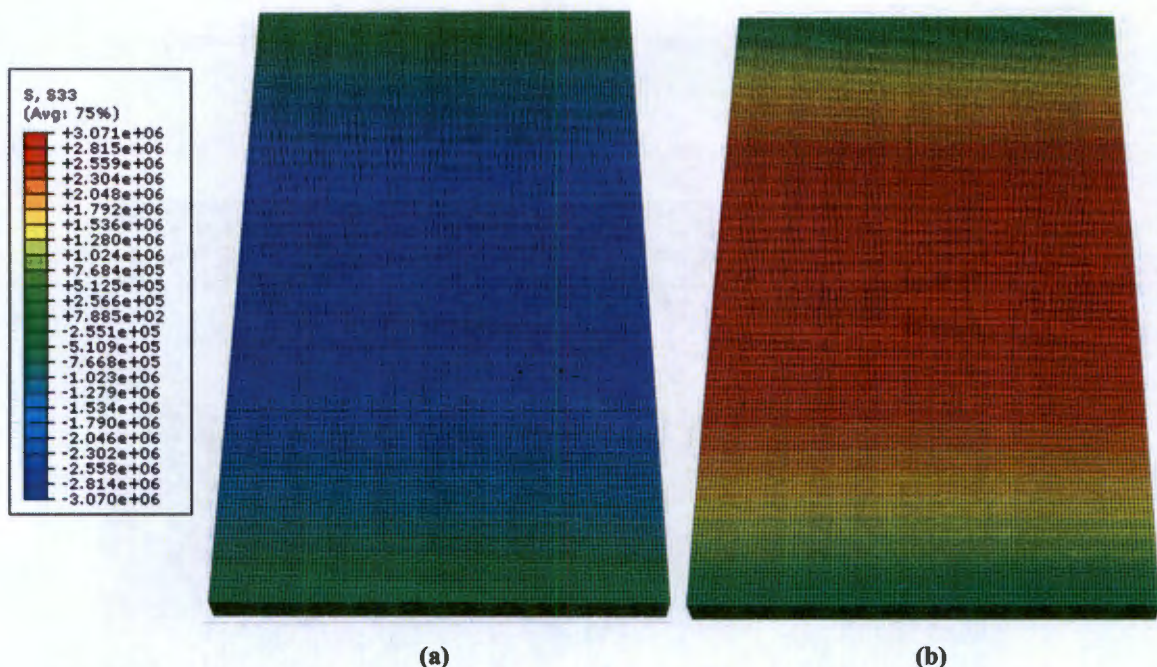 S, S33
(Avg: 75%)
+3.071e+06
+2.815e+06
+2.559e+06
+2.304e+06
+2.048e+06
+1.792e+06
+1.536e+06
+1.280e+06
+1.024e+06
+7.684e+05
+5.125e+05
+2.566e+05
+7.885e+02
-2.551e+05
-5.109e+05
-7.668e+05
-1.023e+06
-1.279e+06
-1.534e+06
-1.790e+06
-2.046e+06
-2.302e+06
-2.558e+06
-2.814e+06
-3.070e+06
(a) (b)